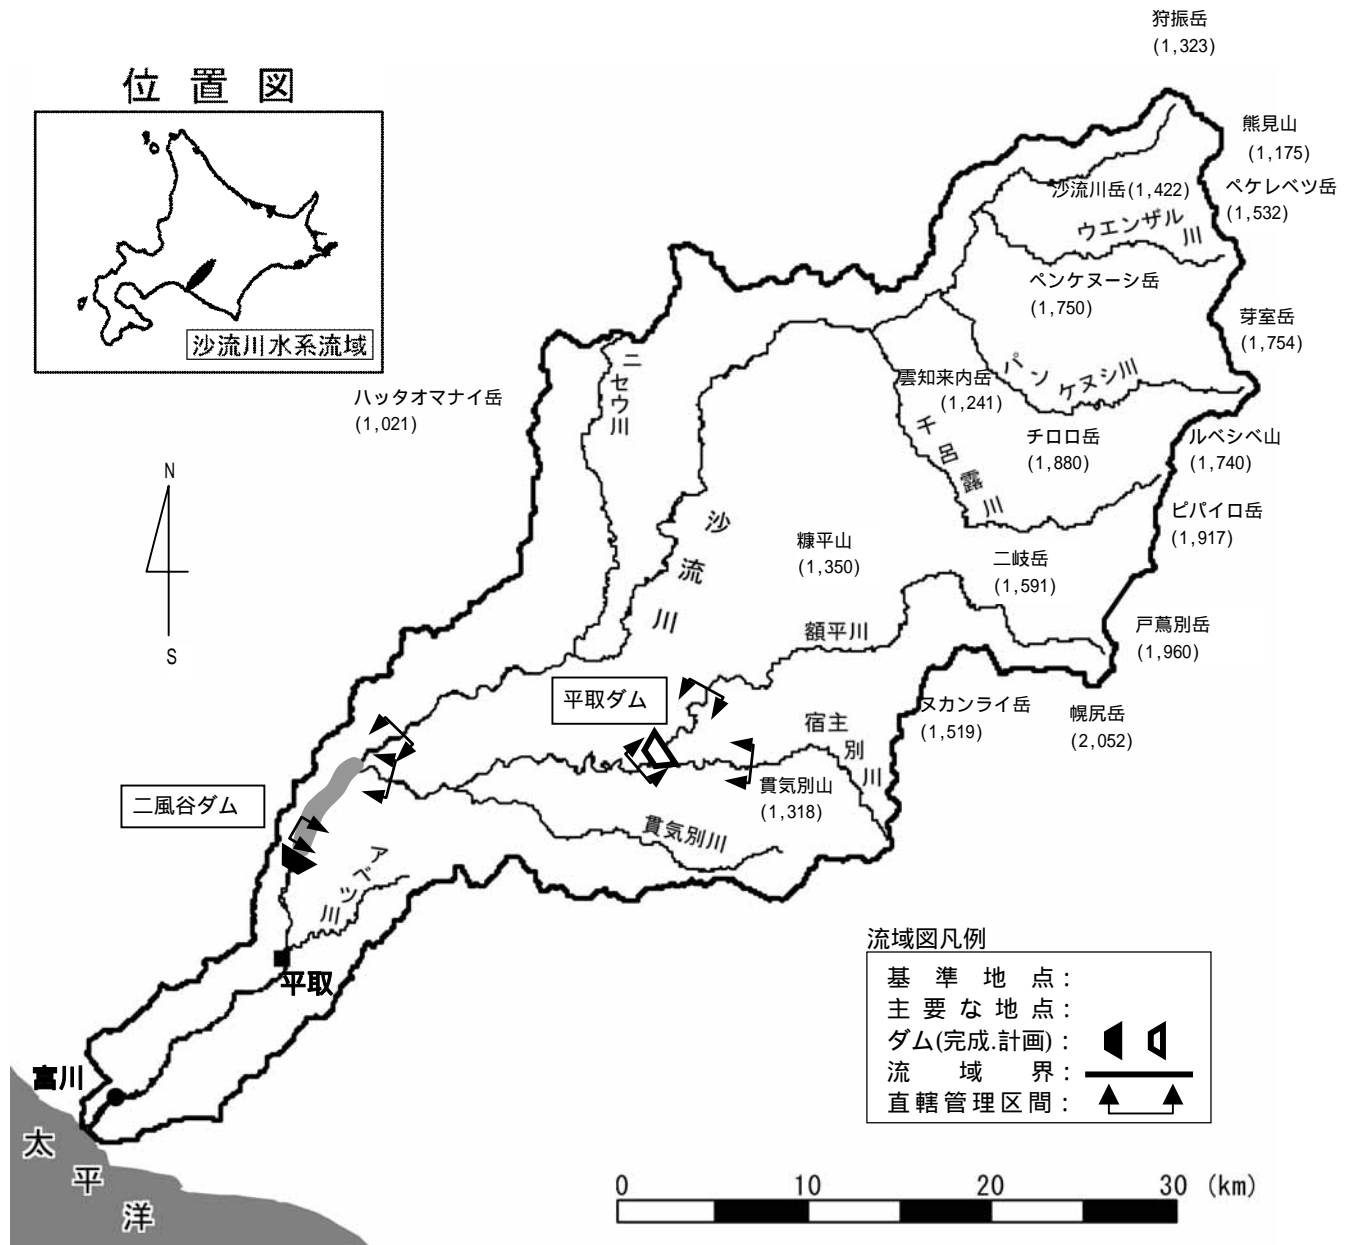 位置図
沙流川水系流域
狩振岳
(1,323)
熊見山
(1,175)
沙流川岳(1,422)
ペケレベツ岳
(1,532)
ウエンザル川
ペンケヌーシ岳
(1,750)
芽室岳
(1,754)
ニセウ川
ハッタオマナイ岳
(1,021)
雲知来内岳
(1,241)
パンケヌシ川
千呂露川
チロロ岳
(1,880)
ルベシベ山
(1,740)
ピパイロ岳
(1,917)
N
S
沙流川
糠平山
(1,350)
二岐岳
(1,591)
額平川
戸蔦別岳
(1,960)
平取ダム
ヌカンライ岳
(1,519)
幌尻岳
(2,052)
宿主別川
二風谷ダム
貫気別山
(1,318)
貫気別川
アベツ川
平取
富川
太平洋
流域図凡例
基準地点:
主要な地点:
ダム(完成.計画):
流域界:
直轄管理区間:
0 10 20 30 (km)